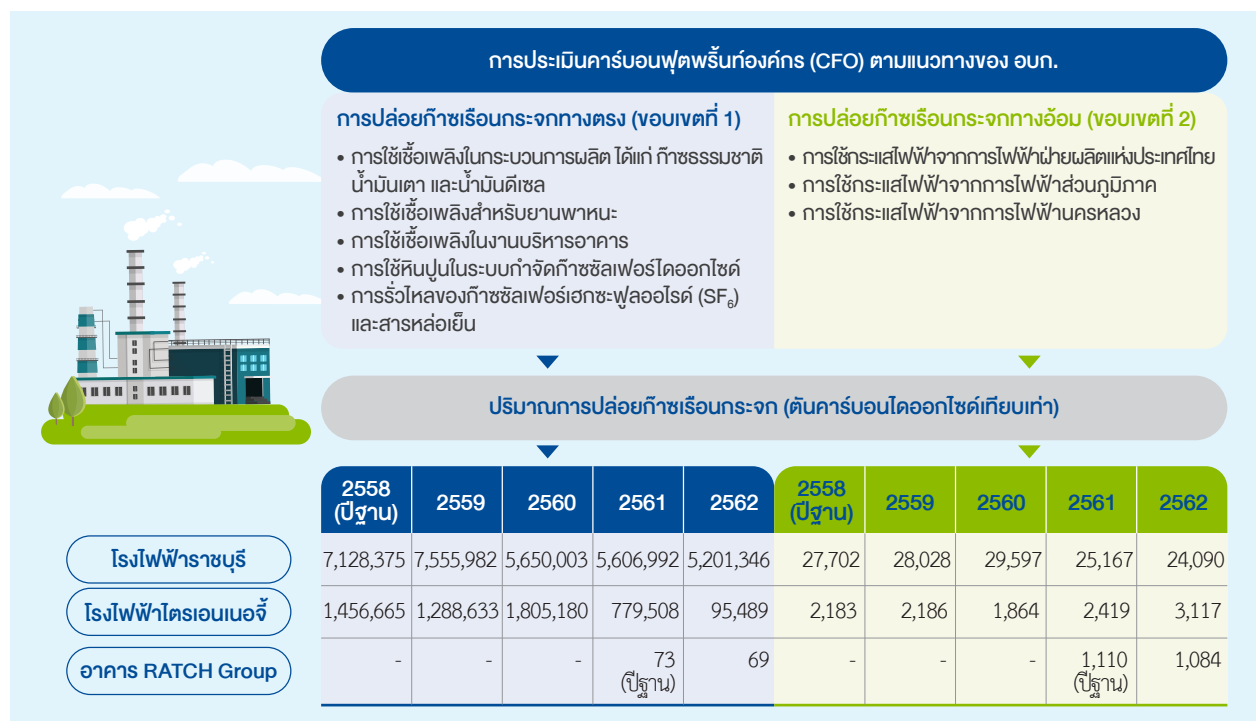 การประเมินคาร์บอนฟุตพริ้นท์องค์กร (CFO) ตามแนวทางของ อบก.
การปล่อยก๊าซเรือนกระจกทางตรง (ขอบเขตที่ 1)
• การใช้เชื้อเพลิงในกระบวนการผลิต ได้แก่ ก๊าซธรรมชาติ
น้ำมันเตา และน้ำมันดีเซล
• การใช้เชื้อเพลิงสำหรับยานพาหนะ
• การใช้เชื้อเพลิงในงานบริหารอาคาร
• การใช้หินปูนในระบบกำจัดก๊าซซัลเฟอร์ไดออกไซด์
• การรั่วไหลของก๊าซซัลเฟอร์เฮกซะฟูลออไรด์ (SF₆)
และสารหล่อเย็น
การปล่อยก๊าซเรือนกระจกทางอ้อม (ขอบเขตที่ 2)
• การใช้กระแสไฟฟ้าจากการไฟฟ้าฝ่ายผลิตแห่งประเทศไทย
• การใช้กระแสไฟฟ้าจากการไฟฟ้าส่วนภูมิภาค
• การใช้กระแสไฟฟ้าจากการไฟฟ้านครหลวง
ปริมาณการปล่อยก๊าซเรือนกระจก (ตันคาร์บอนไดออกไซด์เทียบเท่า)
2558 (ปีฐาน) 2559 2560 2561 2562 2558 (ปีฐาน) 2559 2560 2561 2562
โรงไฟฟ้าราชบุรี 7,128,375 7,555,982 5,650,003 5,606,992 5,201,346 27,702 28,028 29,597 25,167 24,090
โรงไฟฟ้าไตรเอนเนอจี้ 1,456,665 1,288,633 1,805,180 779,508 95,489 2,183 2,186 1,864 2,419 3,117
อาคาร RATCH Group - - - 73 (ปีฐาน) 69 - - - 1,110 (ปีฐาน) 1,084